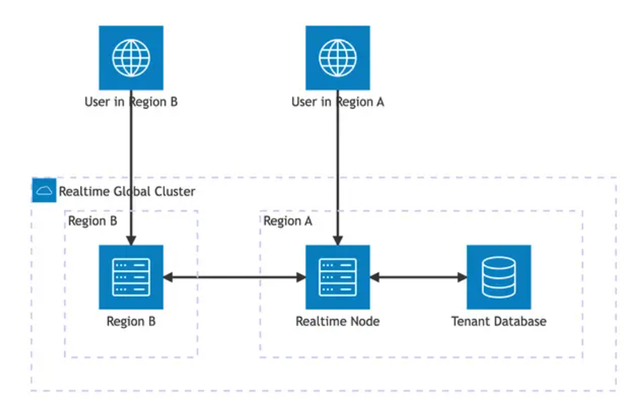 User in Region B
User in Region A
Realtime Global Cluster
Region B
Region A
Region B
Realtime Node
Tenant Database